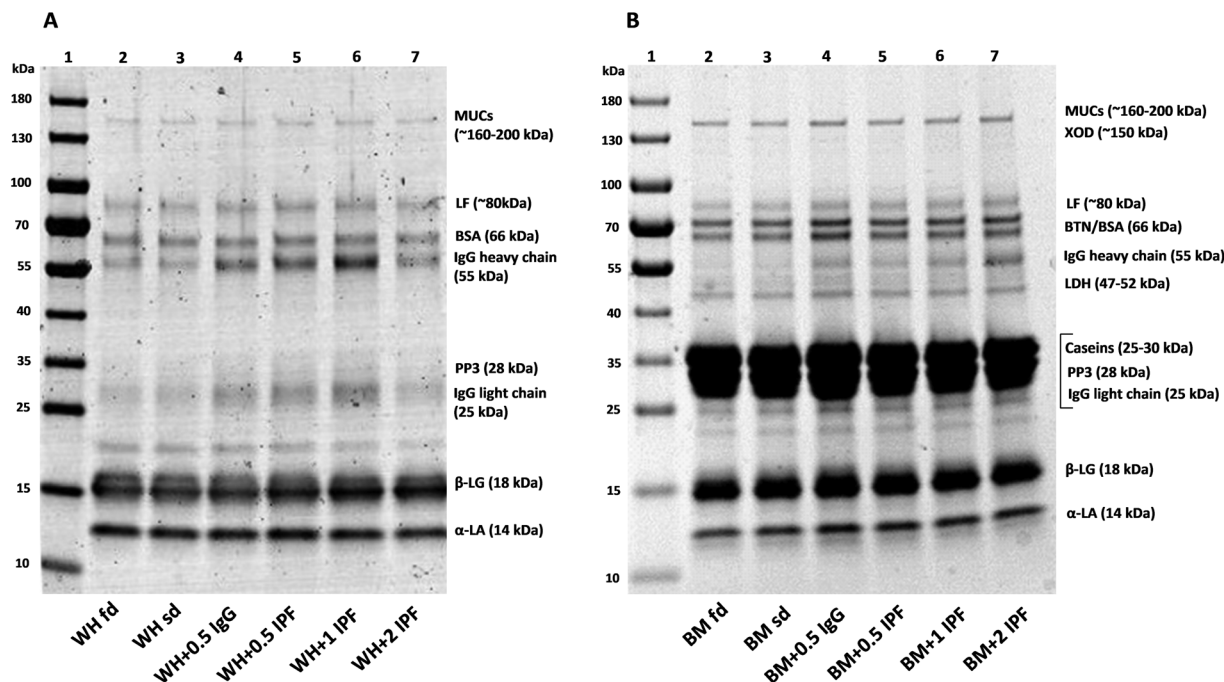 A
1 2 3 4 5 6 7
kDa
180
130
100
70
55
40
35
25
15
10
MUCs
(~160-200 kDa)
LF (~80kDa)
BSA (66 kDa)
IgG heavy chain
(55 kDa)
PP3 (28 kDa)
IgG light chain
(25 kDa)
β-LG (18 kDa)
α-LA (14 kDa)
WH fd
WH sd
WH+0.5 IgG
WH+0.5 IPF
WH+1 IPF
WH+2 IPF
B
1 2 3 4 5 6 7
kDa
180
130
100
70
55
40
35
25
15
10
MUCs (~160-200 kDa)
XOD (~150 kDa)
LF (~80 kDa)
BTN/BSA (66 kDa)
IgG heavy chain (55 kDa)
LDH (47-52 kDa)
Caseins (25-30 kDa)
PP3 (28 kDa)
IgG light chain (25 kDa)
β-LG (18 kDa)
α-LA (14 kDa)
BM fd
BM sd
BM+0.5 IgG
BM+0.5 IPF
BM+1 IPF
BM+2 IPF